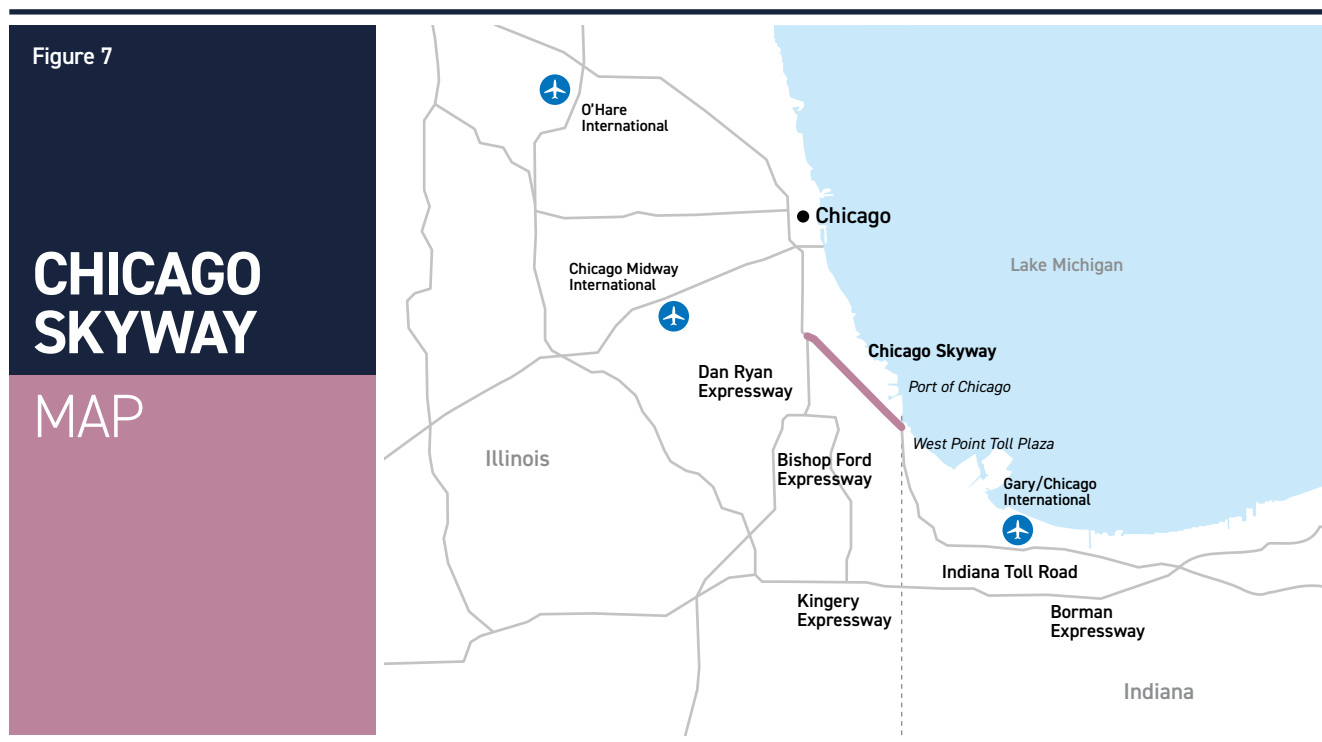 Figure 7
CHICAGO
SKYWAY
MAP
O'Hare
International
Chicago
Lake Michigan
Chicago Midway
International
Chicago Skyway
Dan Ryan
Expressway
Port of Chicago
West Point Toll Plaza
Illinois
Bishop Ford
Expressway
Gary/Chicago
International
Indiana Toll Road
Kingery
Expressway
Borman
Expressway
Indiana